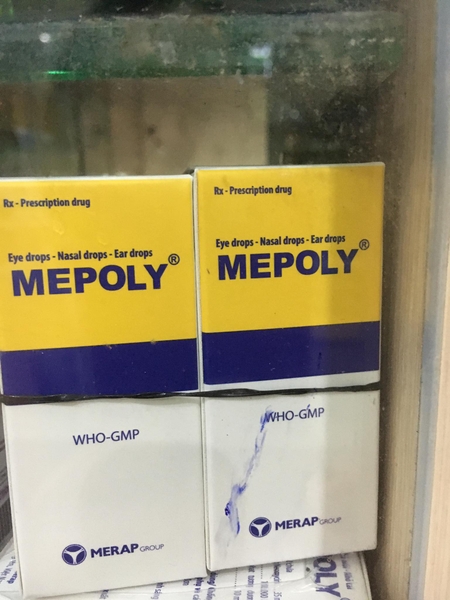 Rx - Prescription drug
Eye drops - Nasal drops - Ear drops
MEPOLY®
WHO-GMP
MERAP GROUP
Rx - Prescription drug
Eye drops - Nasal drops - Ear drops
MEPOLY®
WHO-GMP
MERAP GROUP
POLY